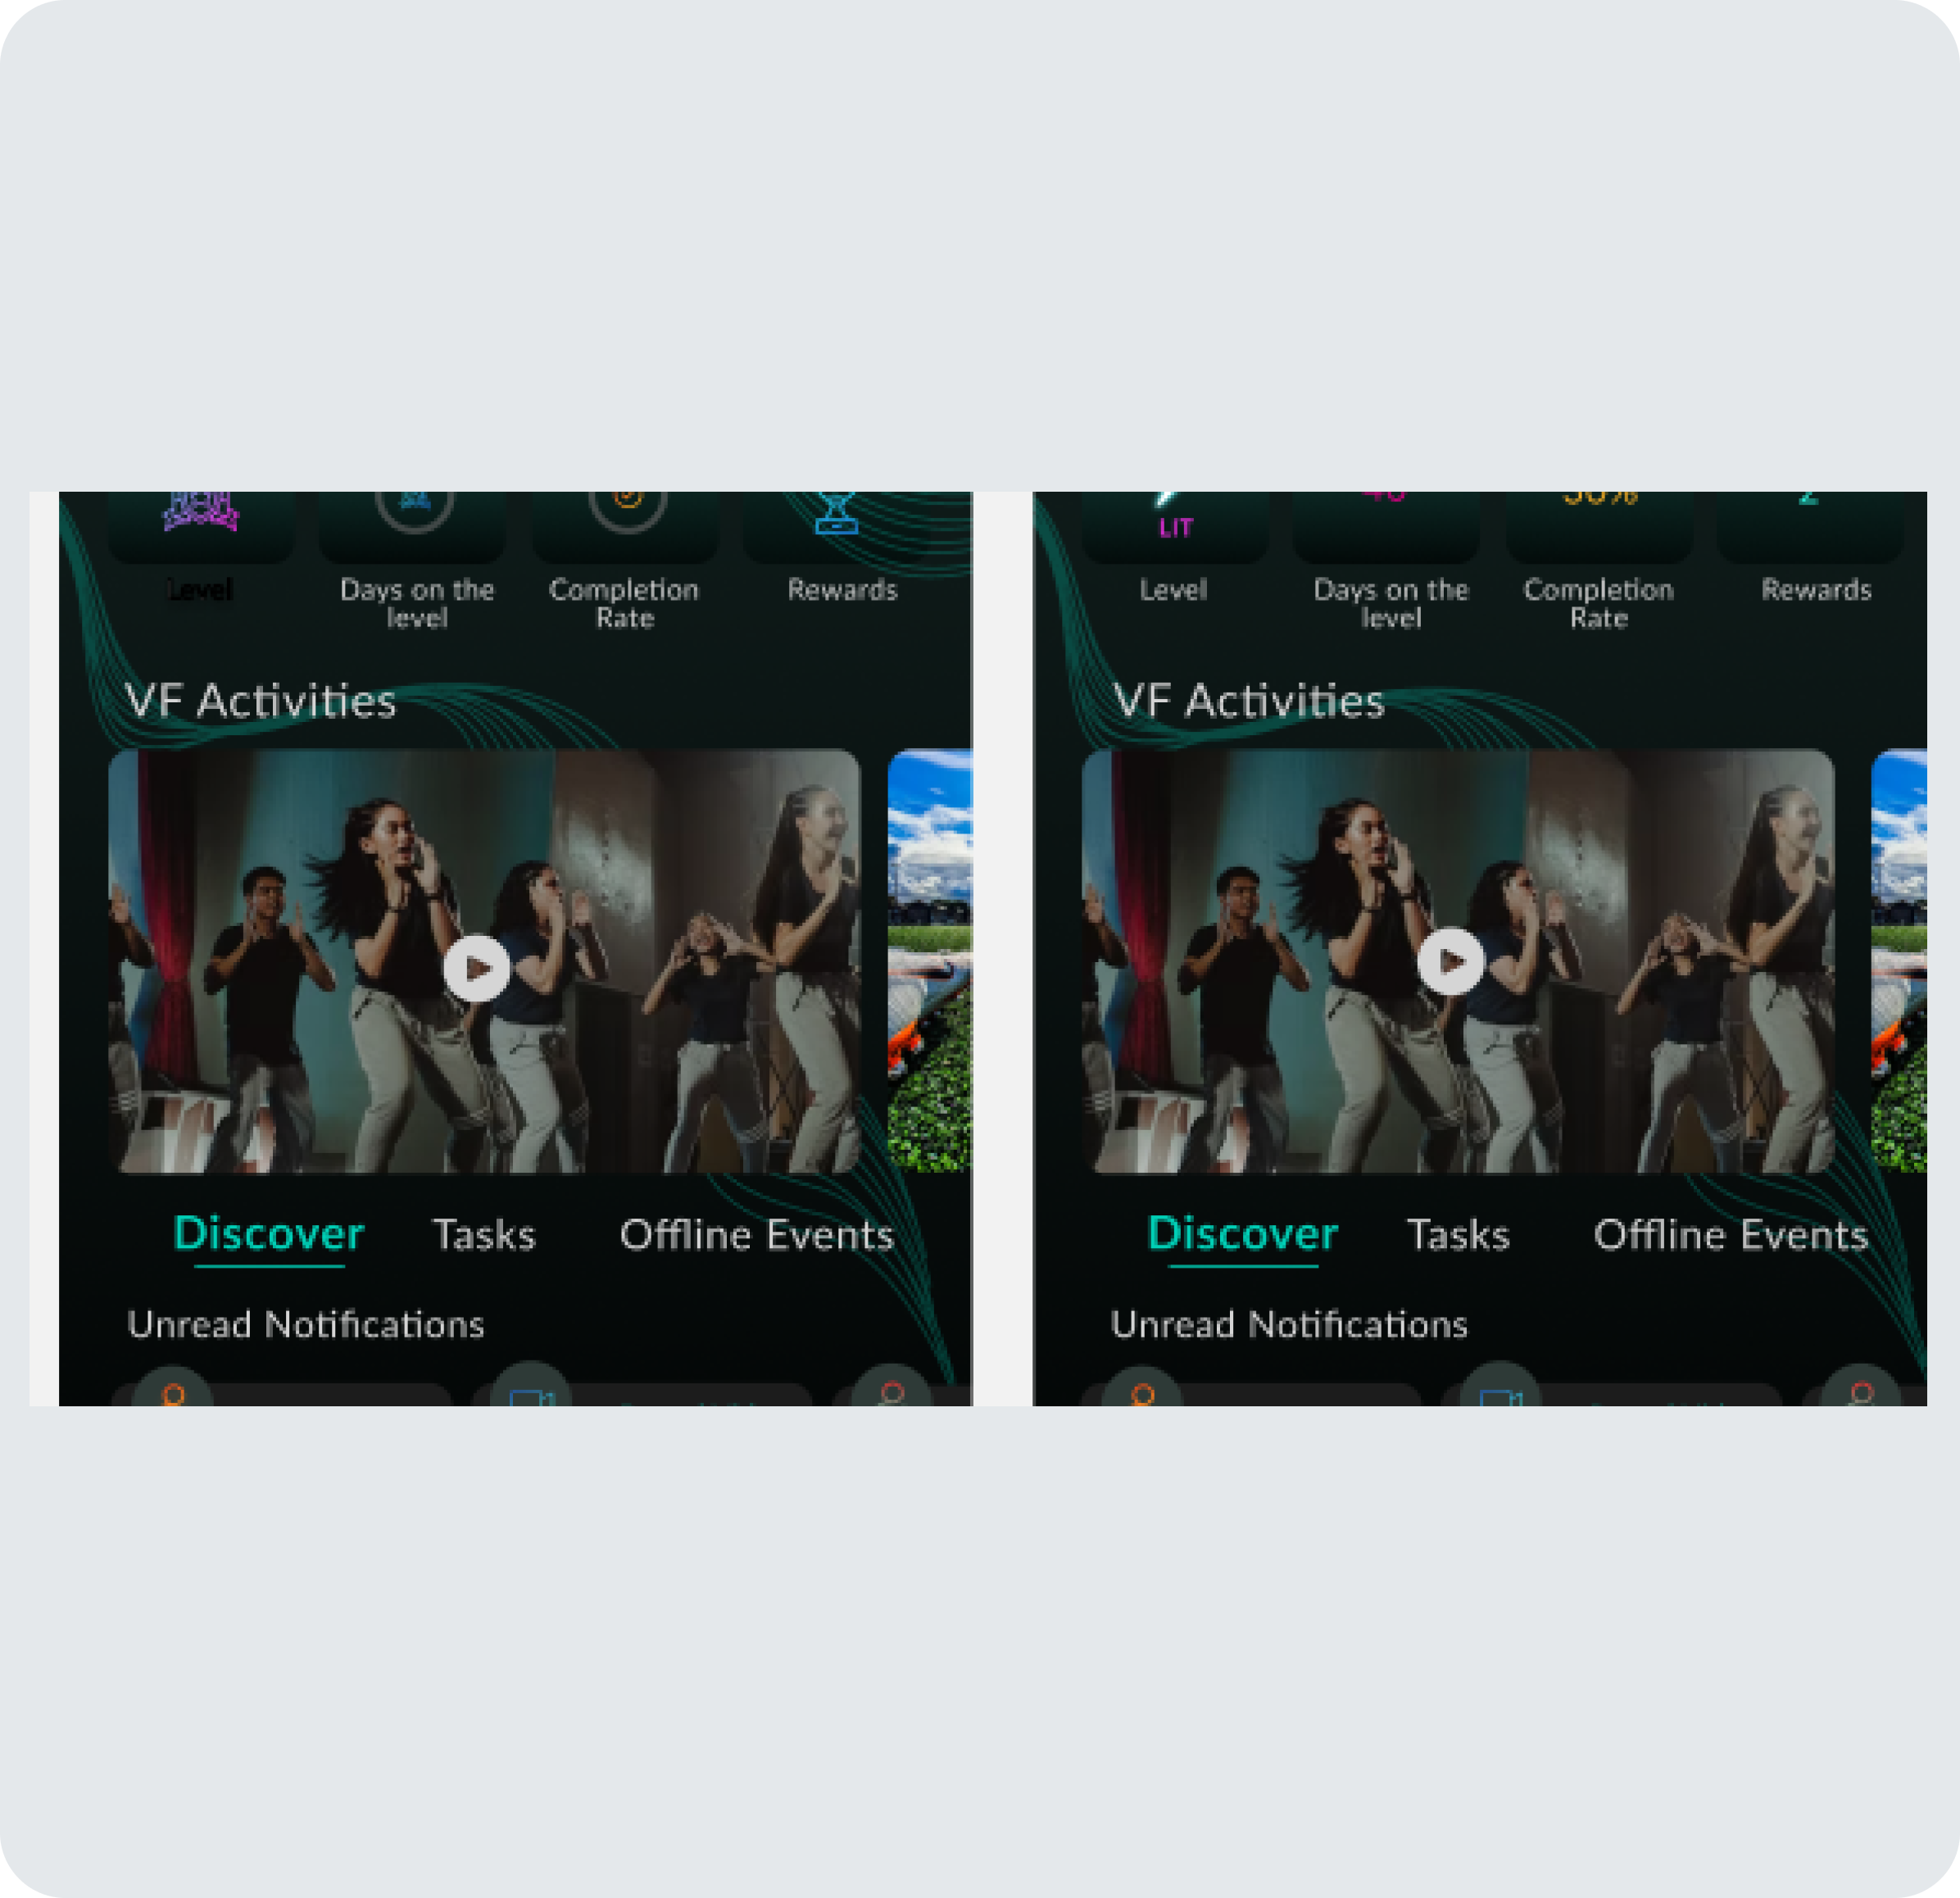 Level
Days on the level
Completion Rate
Rewards
VF Activities
Discover
Tasks
Offline Events
Unread Notifications
LIT
Level
Days on the level
Completion Rate
Rewards
VF Activities
Discover
Tasks
Offline Events
Unread Notifications